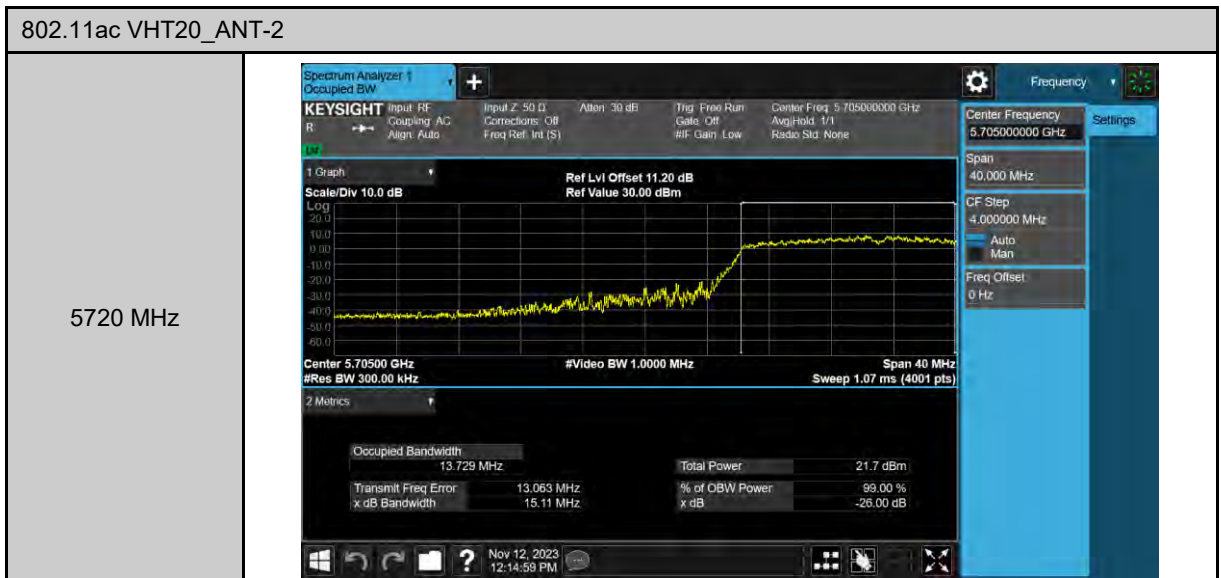 802.11ac VHT20_ANT-2
5720 MHz
Spectrum Analyzer 1
Occupied BW
Frequency
KEYSIGHT
R
Input: RF
Coupling: AC
Align: Auto
Input Z: 50 Ω
Corrections: Off
Freq Ref: Int (S)
Atten: 30 dB
Trig: Free Run
Gate: Off
#IF Gain: Low
Center Freq: 5.705000000 GHz
Avg|Hold: 1/1
Radio Std: None
Center Frequency
5.705000000 GHz
Settings
Span
40.000 MHz
CF Step
4.000000 MHz
Auto
Man
Freq Offset
0 Hz
1 Graph
Scale/Div 10.0 dB
Ref Lvl Offset 11.20 dB
Ref Value 30.00 dBm
Log
20.0
10.0
0.00
-10.0
-20.0
-30.0
-40.0
-50.0
-60.0
Center 5.70500 GHz
#Video BW 1.0000 MHz
Span 40 MHz
#Res BW 300.00 kHz
Sweep 1.07 ms (4001 pts)
2 Metrics
Occupied Bandwidth
13.729 MHz
Total Power 21.7 dBm
Transmit Freq Error 13.063 MHz
% of OBW Power 99.00 %
x dB Bandwidth 15.11 MHz
x dB -26.00 dB
?
Nov 12, 2023
12:14:59 PM